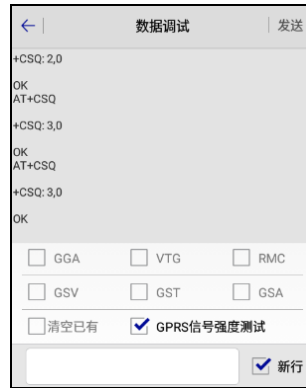 数据调试 发送
+CSQ: 2,0
OK
AT+CSQ
+CSQ: 3,0
OK
AT+CSQ
+CSQ: 3,0
OK
GGA VTG RMC
GSV GST GSA
清空已有 GPRS信号强度测试
新行